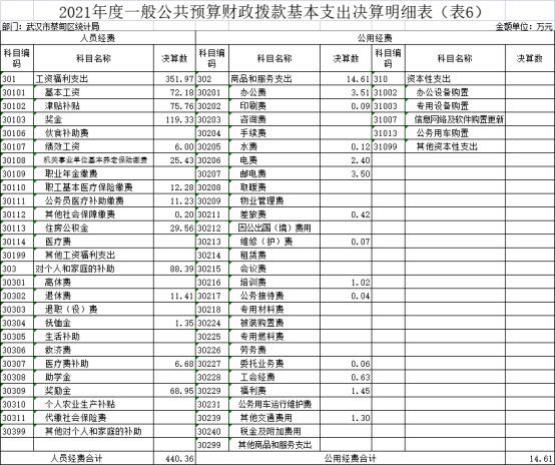 2021年度一般公共预算财政拨款基本支出决算明细表（表6）
部门：武汉市蔡甸区统计局 金额单位：万元
人员经费 公用经费
科目编码 科目名称 决算数 科目编码 科目名称 决算数 科目编码 科目名称 决算数
301 工资福利支出 351.97 302 商品和服务支出 14.61 310 资本性支出
30101 基本工资 72.18 30201 办公费 3.51 31002 办公设备购置
30102 津贴补贴 75.76 30202 印刷费 0.09 31003 专用设备购置
30103 奖金 119.33 30203 咨询费 31007 信息网络及软件购置更新
30106 伙食补助费 30204 手续费 31013 公务用车购置
30107 绩效工资 6.00 30205 水费 0.12 31099 其他资本性支出
30108 机关事业单位基本养老保险缴费 25.43 30206 电费 2.40
30109 职业年金缴费 30207 邮电费 3.50
30110 职工基本医疗保险缴费 12.28 30208 取暖费
30111 公务员医疗补助缴费 11.23 30209 物业管理费
30112 其他社会保障缴费 0.20 30211 差旅费 0.42
30113 住房公积金 29.56 30212 因公出国（境）费用
30114 医疗费 30213 维修（护）费 0.07
30199 其他工资福利支出 30214 租赁费
303 对个人和家庭的补助 88.39 30215 会议费
30301 离休费 30216 培训费 1.02
30302 退休费 11.41 30217 公务接待费 0.04
30303 退职（役）费 30218 专用材料费
30304 抚恤金 1.35 30224 被装购置费
30305 生活补助 30225 专用燃料费
30306 救济费 30226 劳务费
30307 医疗费补助 6.68 30227 委托业务费 0.06
30308 助学金 30228 工会经费 0.63
30309 奖励金 68.95 30229 福利费 1.45
30310 个人农业生产补贴 30231 公务用车运行维护费
30311 代缴社会保险费 30239 其他交通费用 1.30
30399 其他对个人和家庭的补助 30240 税金及附加费用
30299 其他商品和服务支出
人员经费合计 440.36 公用经费合计 14.61